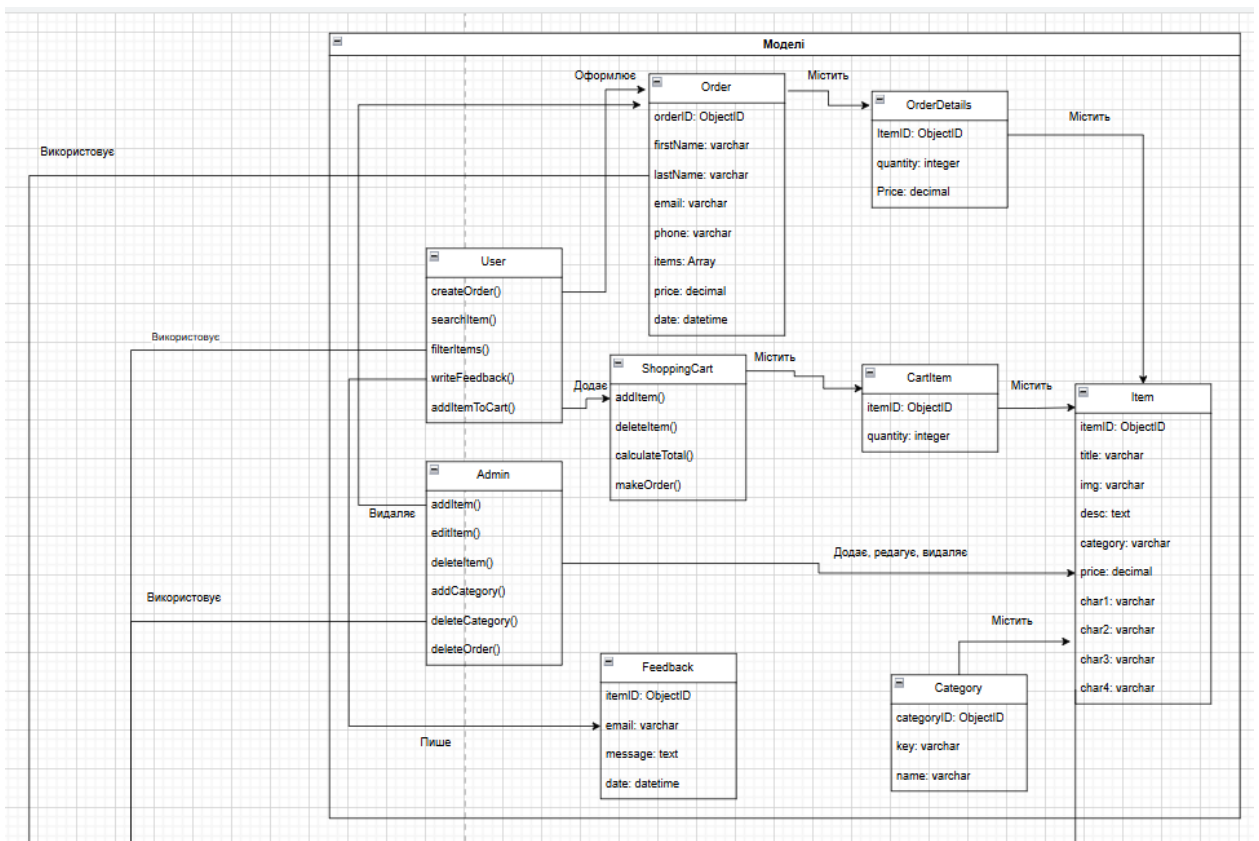 Моделі
Використовує
Оформлює
Order
orderID: ObjectID
firstName: varchar
lastName: varchar
email: varchar
phone: varchar
items: Array
price: decimal
date: datetime
Містить
OrderDetails
ItemID: ObjectID
quantity: integer
Price: decimal
Містить
User
createOrder()
searchItem()
filterItems()
writeFeedback()
addItemToCart()
Використовує
Додає
ShoppingCart
addItem()
deleteItem()
calculateTotal()
makeOrder()
Містить
CartItem
itemID: ObjectID
quantity: integer
Містить
Item
itemID: ObjectID
title: varchar
img: varchar
desc: text
category: varchar
price: decimal
char1: varchar
char2: varchar
char3: varchar
char4: varchar
Admin
addItem()
editItem()
deleteItem()
addCategory()
deleteCategory()
deleteOrder()
Видаляє
Додає, редагує, видаляє
Використовує
Містить
Feedback
itemID: ObjectID
email: varchar
message: text
date: datetime
Пише
Category
categoryID: ObjectID
key: varchar
name: varchar